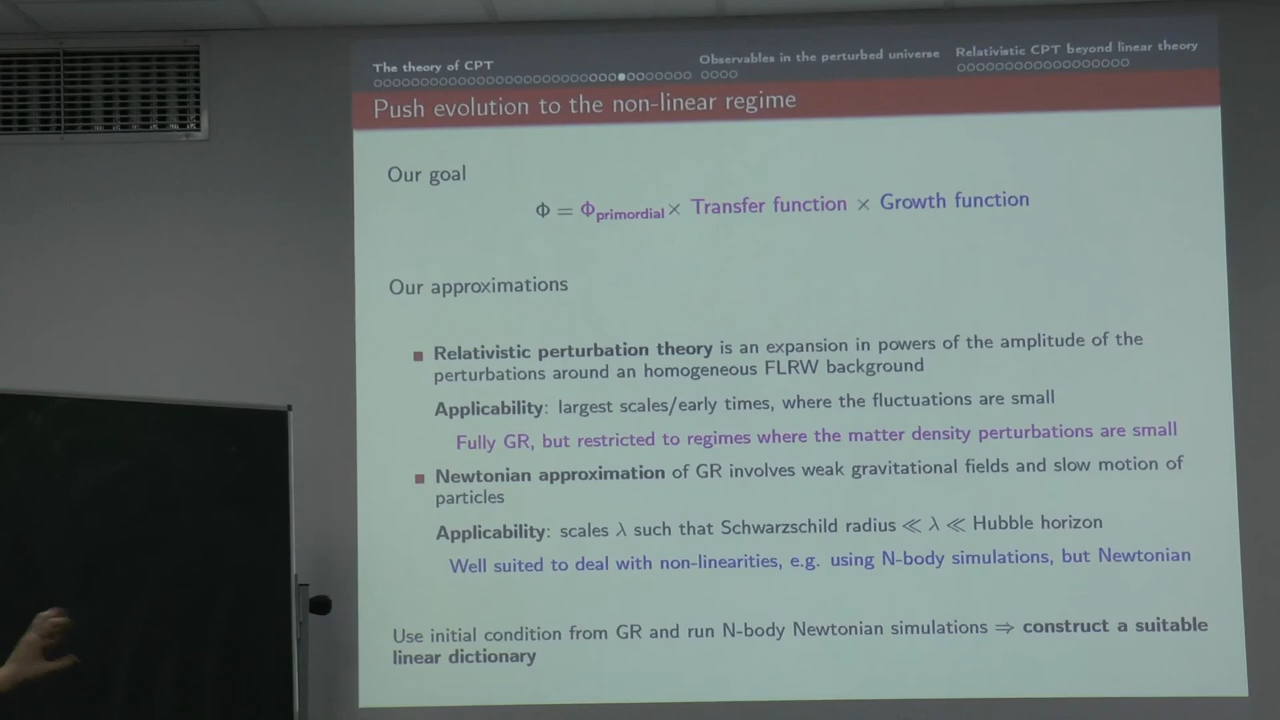 The theory of CPT
Observables in the perturbed universe
Relativistic CPT beyond linear theory
Push evolution to the non-linear regime
Our goal
Φ = Φprimordial × Transfer function × Growth function
Our approximations
Relativistic perturbation theory is an expansion in powers of the amplitude of the
perturbations around an homogeneous FLRW background
Applicability: largest scales/early times, where the fluctuations are small
Fully GR, but restricted to regimes where the matter density perturbations are small
Newtonian approximation of GR involves weak gravitational fields and slow motion of
particles
Applicability: scales λ such that Schwarzschild radius ≪ λ ≪ Hubble horizon
Well suited to deal with non-linearities, e.g. using N-body simulations, but Newtonian
Use initial condition from GR and run N-body Newtonian simulations ⇒ construct a suitable
linear dictionary